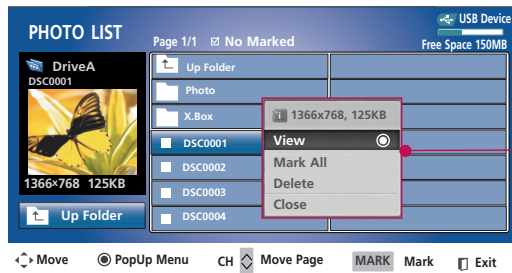 PHOTO LIST
Page 1/1 No Marked
USB Device
Free Space 150MB
DriveA
DSC0001
1366×768 125KB
Up Folder
Up Folder
Photo
X.Box
DSC0001
DSC0002
DSC0003
DSC0004
1366x768, 125KB
View
Mark All
Delete
Close
Move
PopUp Menu
CH
Move Page
MARK
Mark
Exit